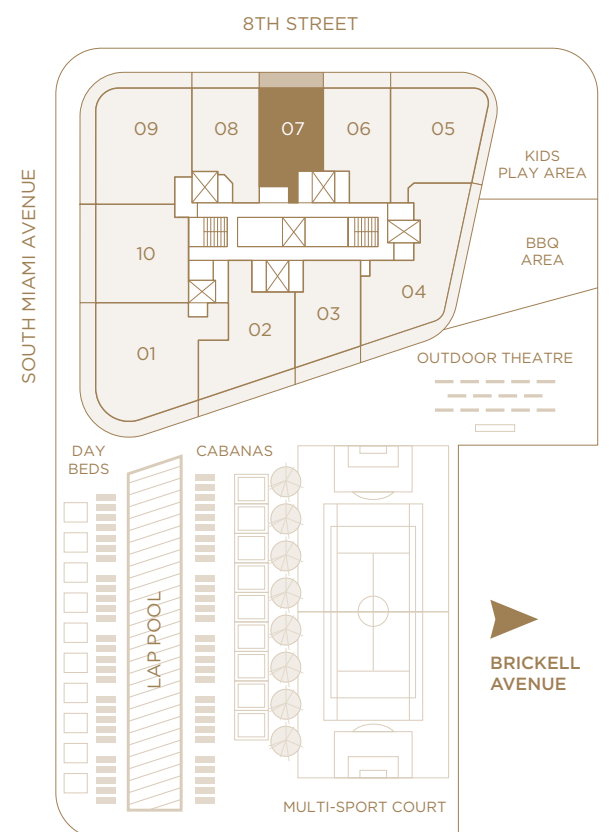 8TH STREET
09
08
07
06
05
KIDS
PLAY AREA
SOUTH MIAMI AVENUE
10
BBQ
AREA
04
03
02
01
OUTDOOR THEATRE
DAY
BEDS
CABANAS
LAP POOL
BRICKELL
AVENUE
MULTI-SPORT COURT